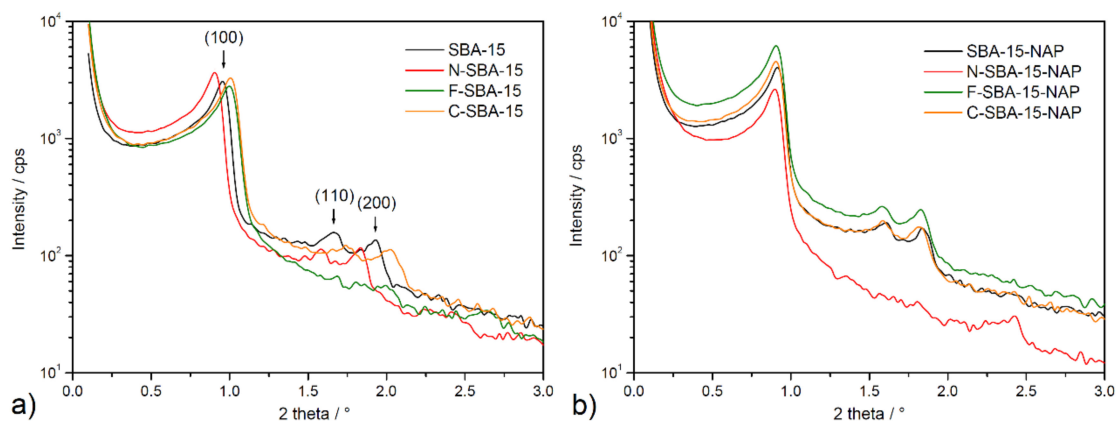 10⁴
10³
10²
10¹
Intensity / cps
(100)
(110)
(200)
SBA-15
N-SBA-15
F-SBA-15
C-SBA-15
0.0 0.5 1.0 1.5 2.0 2.5 3.0
2 theta / °
a)
10⁴
10³
10²
10¹
Intensity / cps
SBA-15-NAP
N-SBA-15-NAP
F-SBA-15-NAP
C-SBA-15-NAP
0.0 0.5 1.0 1.5 2.0 2.5 3.0
2 theta / °
b)